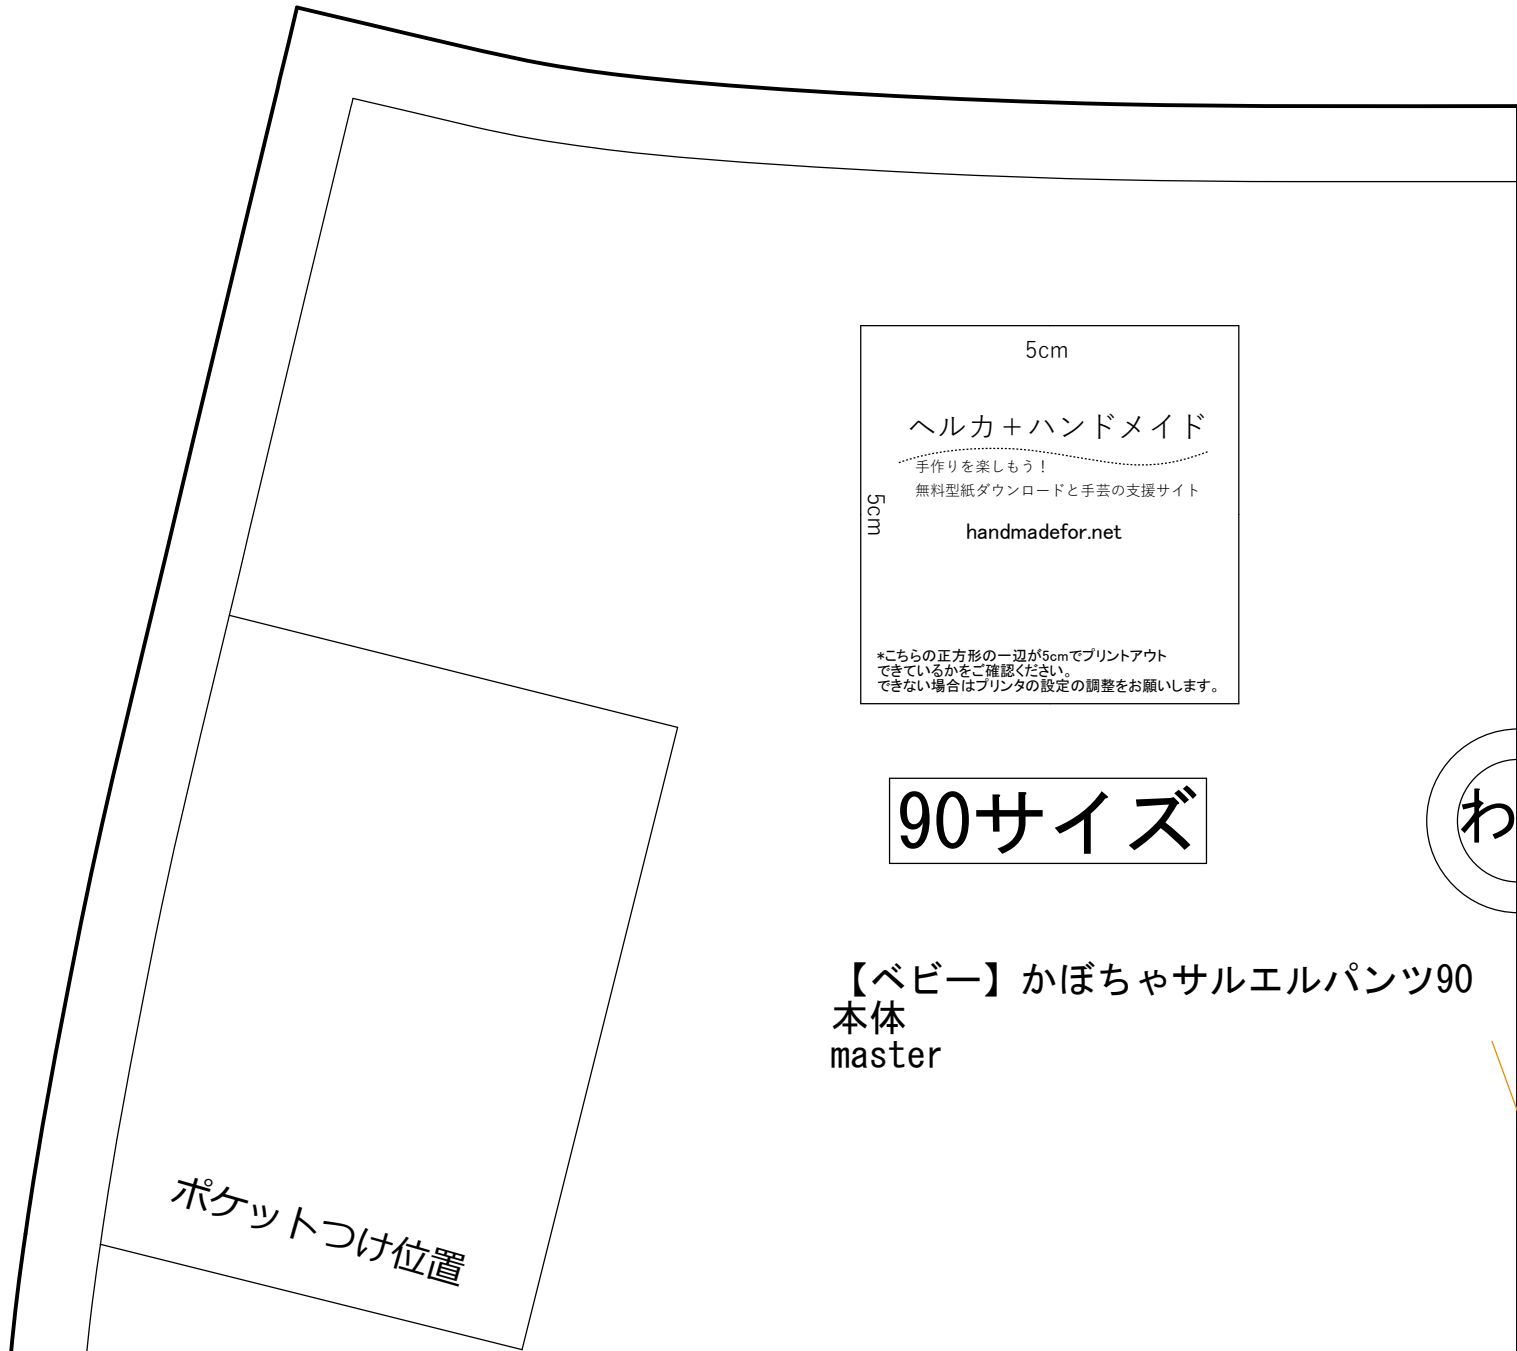 5cm
ヘルカ＋ハンドメイド
手作りを楽しもう！
無料型紙ダウンロードと手芸の支援サイト
5cm
handmadefor.net
*こちらの正方形の一辺が5cmでプリントアウト
できているかをご確認ください。
できない場合はプリンタの設定の調整をお願いします。
90サイズ
わ
【ベビー】かぼちゃサルエルパンツ90
本体
master
ポケットつけ位置